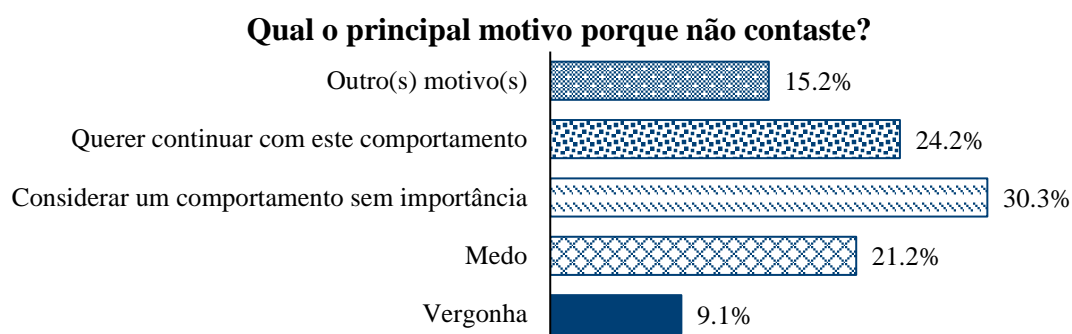 Qual o principal motivo porque não contaste?
Outro(s) motivo(s) 15.2%
Querer continuar com este comportamento 24.2%
Considerar um comportamento sem importância 30.3%
Medo 21.2%
Vergonha 9.1%